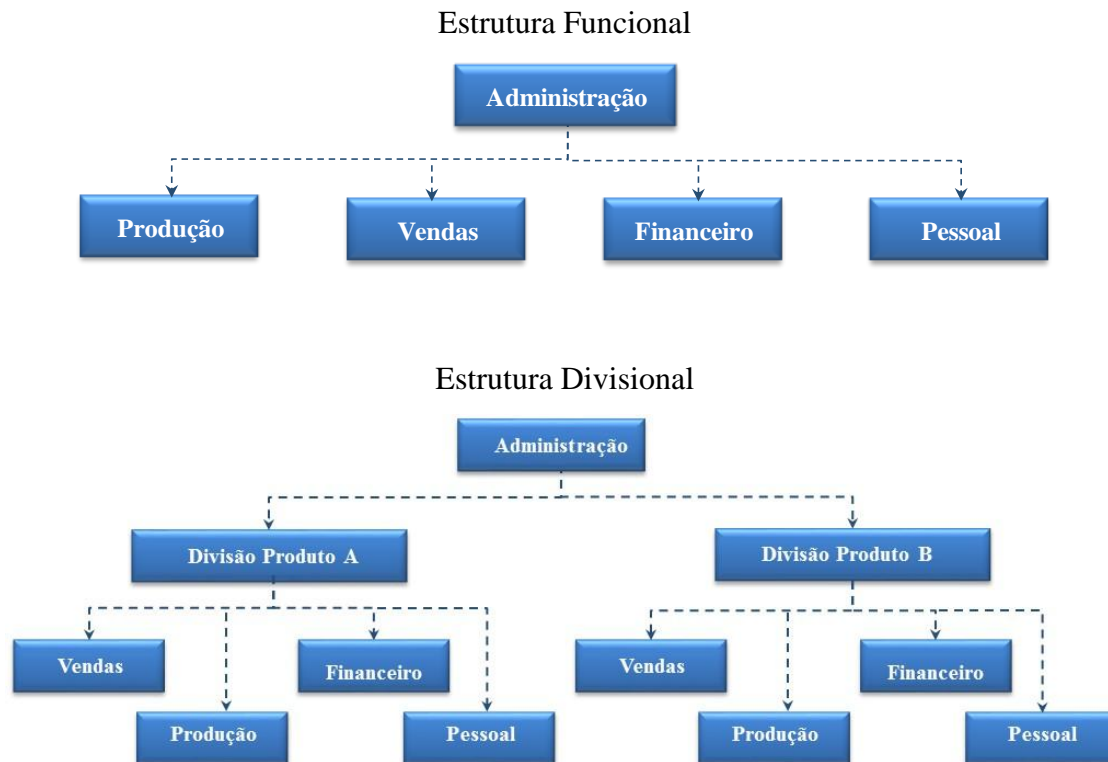 Estrutura Funcional
Administração
Produção
Vendas
Financeiro
Pessoal
Estrutura Divisional
Administração
Divisão Produto A
Divisão Produto B
Vendas
Financeiro
Vendas
Financeiro
Produção
Pessoal
Produção
Pessoal